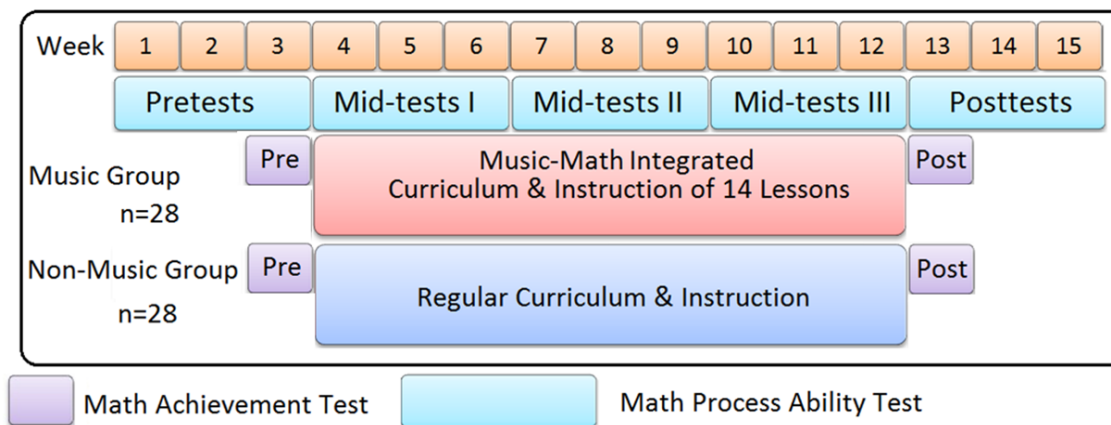 Week 1 2 3 4 5 6 7 8 9 10 11 12 13 14 15
Pretests Mid-tests I Mid-tests II Mid-tests III Posttests
Music Group
n=28
Pre
Music-Math Integrated
Curriculum & Instruction of 14 Lessons
Post
Non-Music Group
n=28
Pre
Regular Curriculum & Instruction
Post
Math Achievement Test
Math Process Ability Test